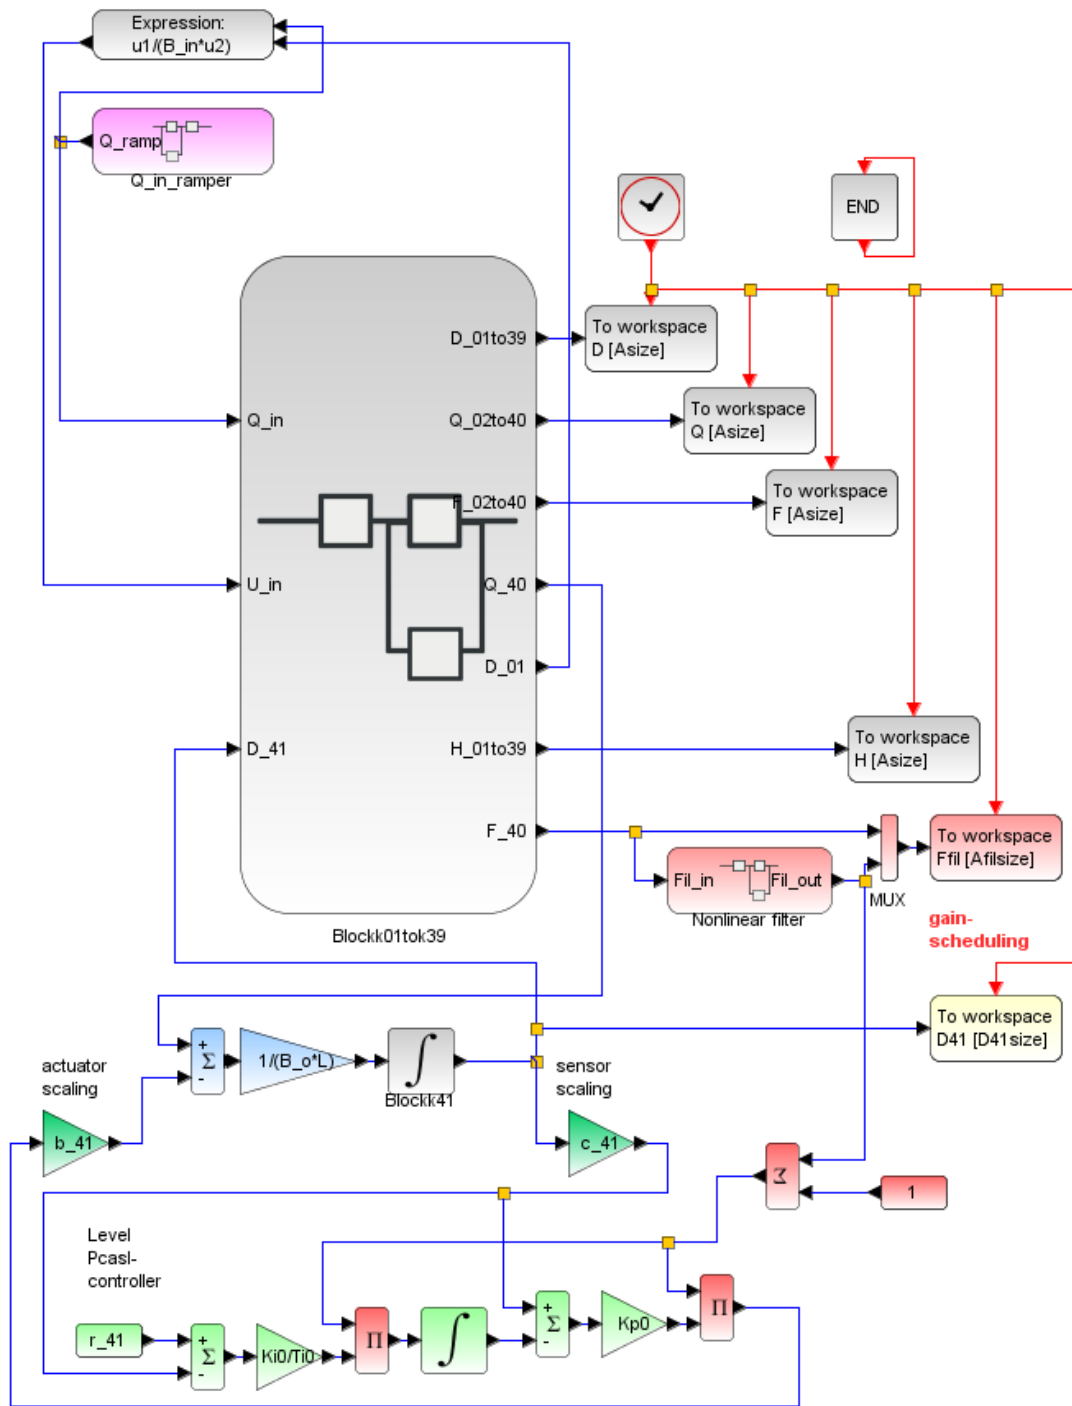 Expression:
u1/(B_in*u2)
Q_ramp
Q_in_ramper
END
D_01to39
To workspace
D [Asize]
Q_in
Q_02to40
To workspace
Q [Asize]
F_02to40
To workspace
F [Asize]
U_in
Q_40
D_01
D_41
H_01to39
To workspace
H [Asize]
F_40
To workspace
Ffil [Afilsize]
Fil_in
Fil_out
MUX
Nonlinear filter
Blockk01tok39
gain-
scheduling
To workspace
D41 [D41size]
+
Σ
-
1/(B_o*L)
∫
Blockk41
actuator
scaling
sensor
scaling
b_41
c_41
Σ
1
Level
Pcasl-
controller
r_41
+
Σ
-
Ki0/Ti0
Π
∫
+
Σ
-
Kp0
Π